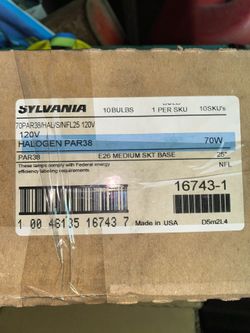 SYLVANIA
10 BULBS
1 PER SKU
10SKU's
70PAR38/HAL/S/NFL25 120V
120V
HALOGEN PAR38 70W
PAR38 E26 MEDIUM SKT BASE 25°
These lamps comply with Federal energy
efficiency labeling requirements.
16743-1
1 00 46135 16743 7
Made in USA
D5m2L4